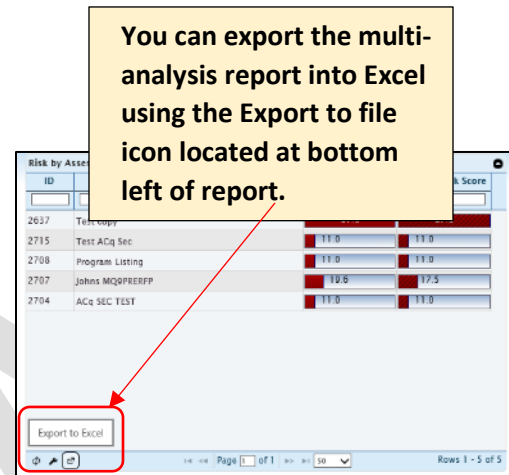 You can export the multi-
analysis report into Excel
using the Export to file
icon located at bottom
left of report.
Risk by Asses
ID
k Score
2637 Test copy
2715 Test ACq Sec 11.0 11.0
2708 Program Listing 11.0 11.0
2707 Johns MQ9PRERFP 19.6 17.5
2704 ACq SEC TEST 11.0 11.0
Export to Excel
Page 1 of 1 50 Rows 1 - 5 of 5